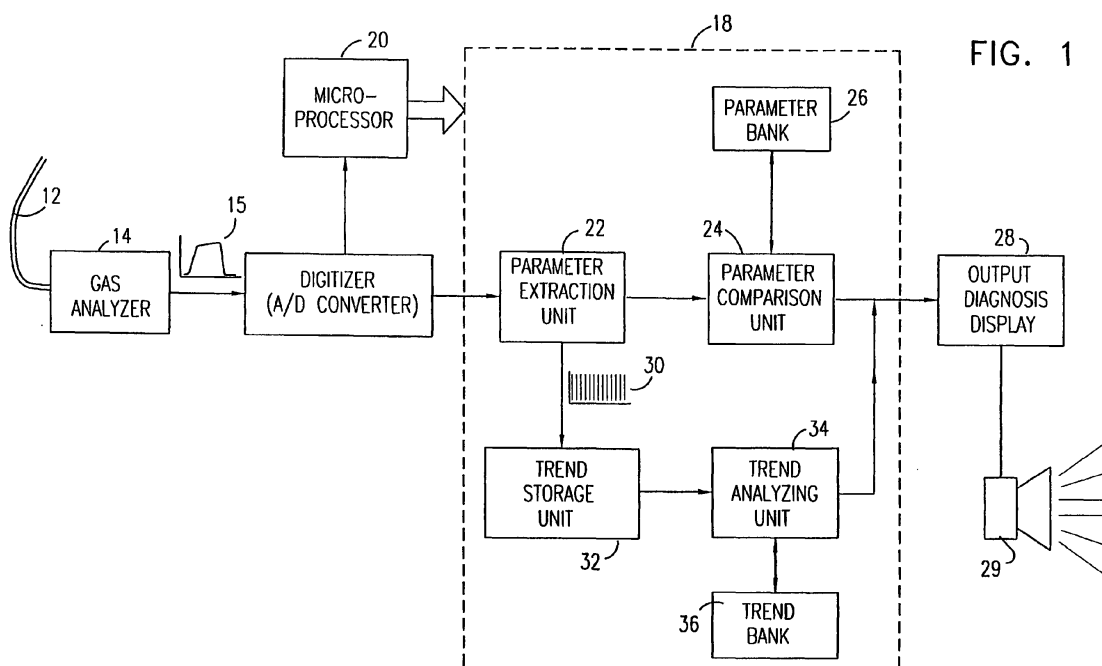 FIG. 1
18
20
MICRO-
PROCESSOR
PARAMETER
BANK
26
12
14
GAS
ANALYZER
15
DIGITIZER
(A/D CONVERTER)
22
PARAMETER
EXTRACTION
UNIT
24
PARAMETER
COMPARISON
UNIT
28
OUTPUT
DIAGNOSIS
DISPLAY
30
TREND
STORAGE
UNIT
32
34
TREND
ANALYZING
UNIT
29
36
TREND
BANK